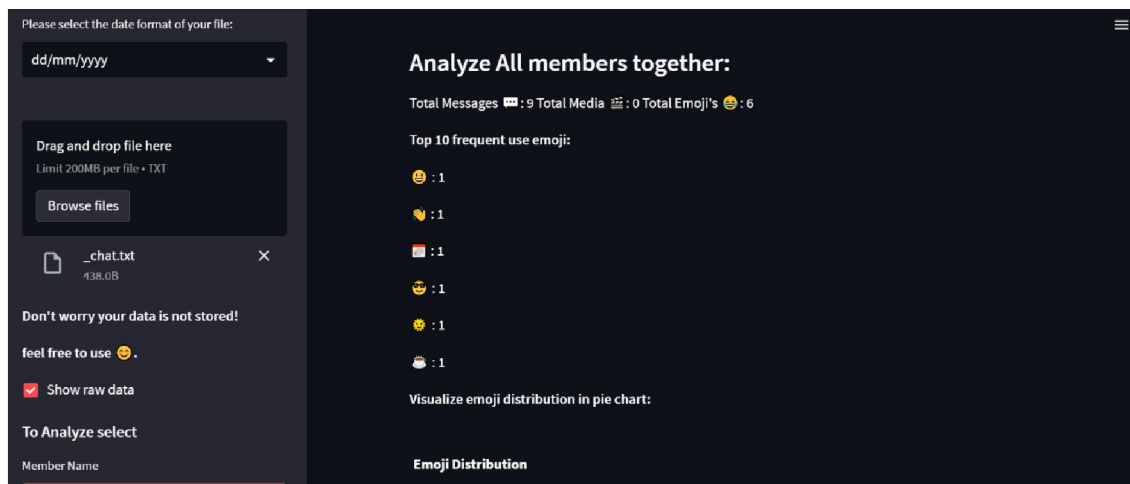 Please select the date format of your file:
dd/mm/yyyy
Drag and drop file here
Limit 200MB per file • TXT
Browse files
_chat.txt
438.0B
Don't worry your data is not stored!
feel free to use 😊.
Show raw data
To Analyze select
Member Name
Analyze All members together:
Total Messages 💬: 9 Total Media 🎬: 0 Total Emoji's 😂: 6
Top 10 frequent use emoji:
😃 : 1
👋 : 1
📅 : 1
😎 : 1
🌞 : 1
☕ : 1
Visualize emoji distribution in pie chart:
Emoji Distribution